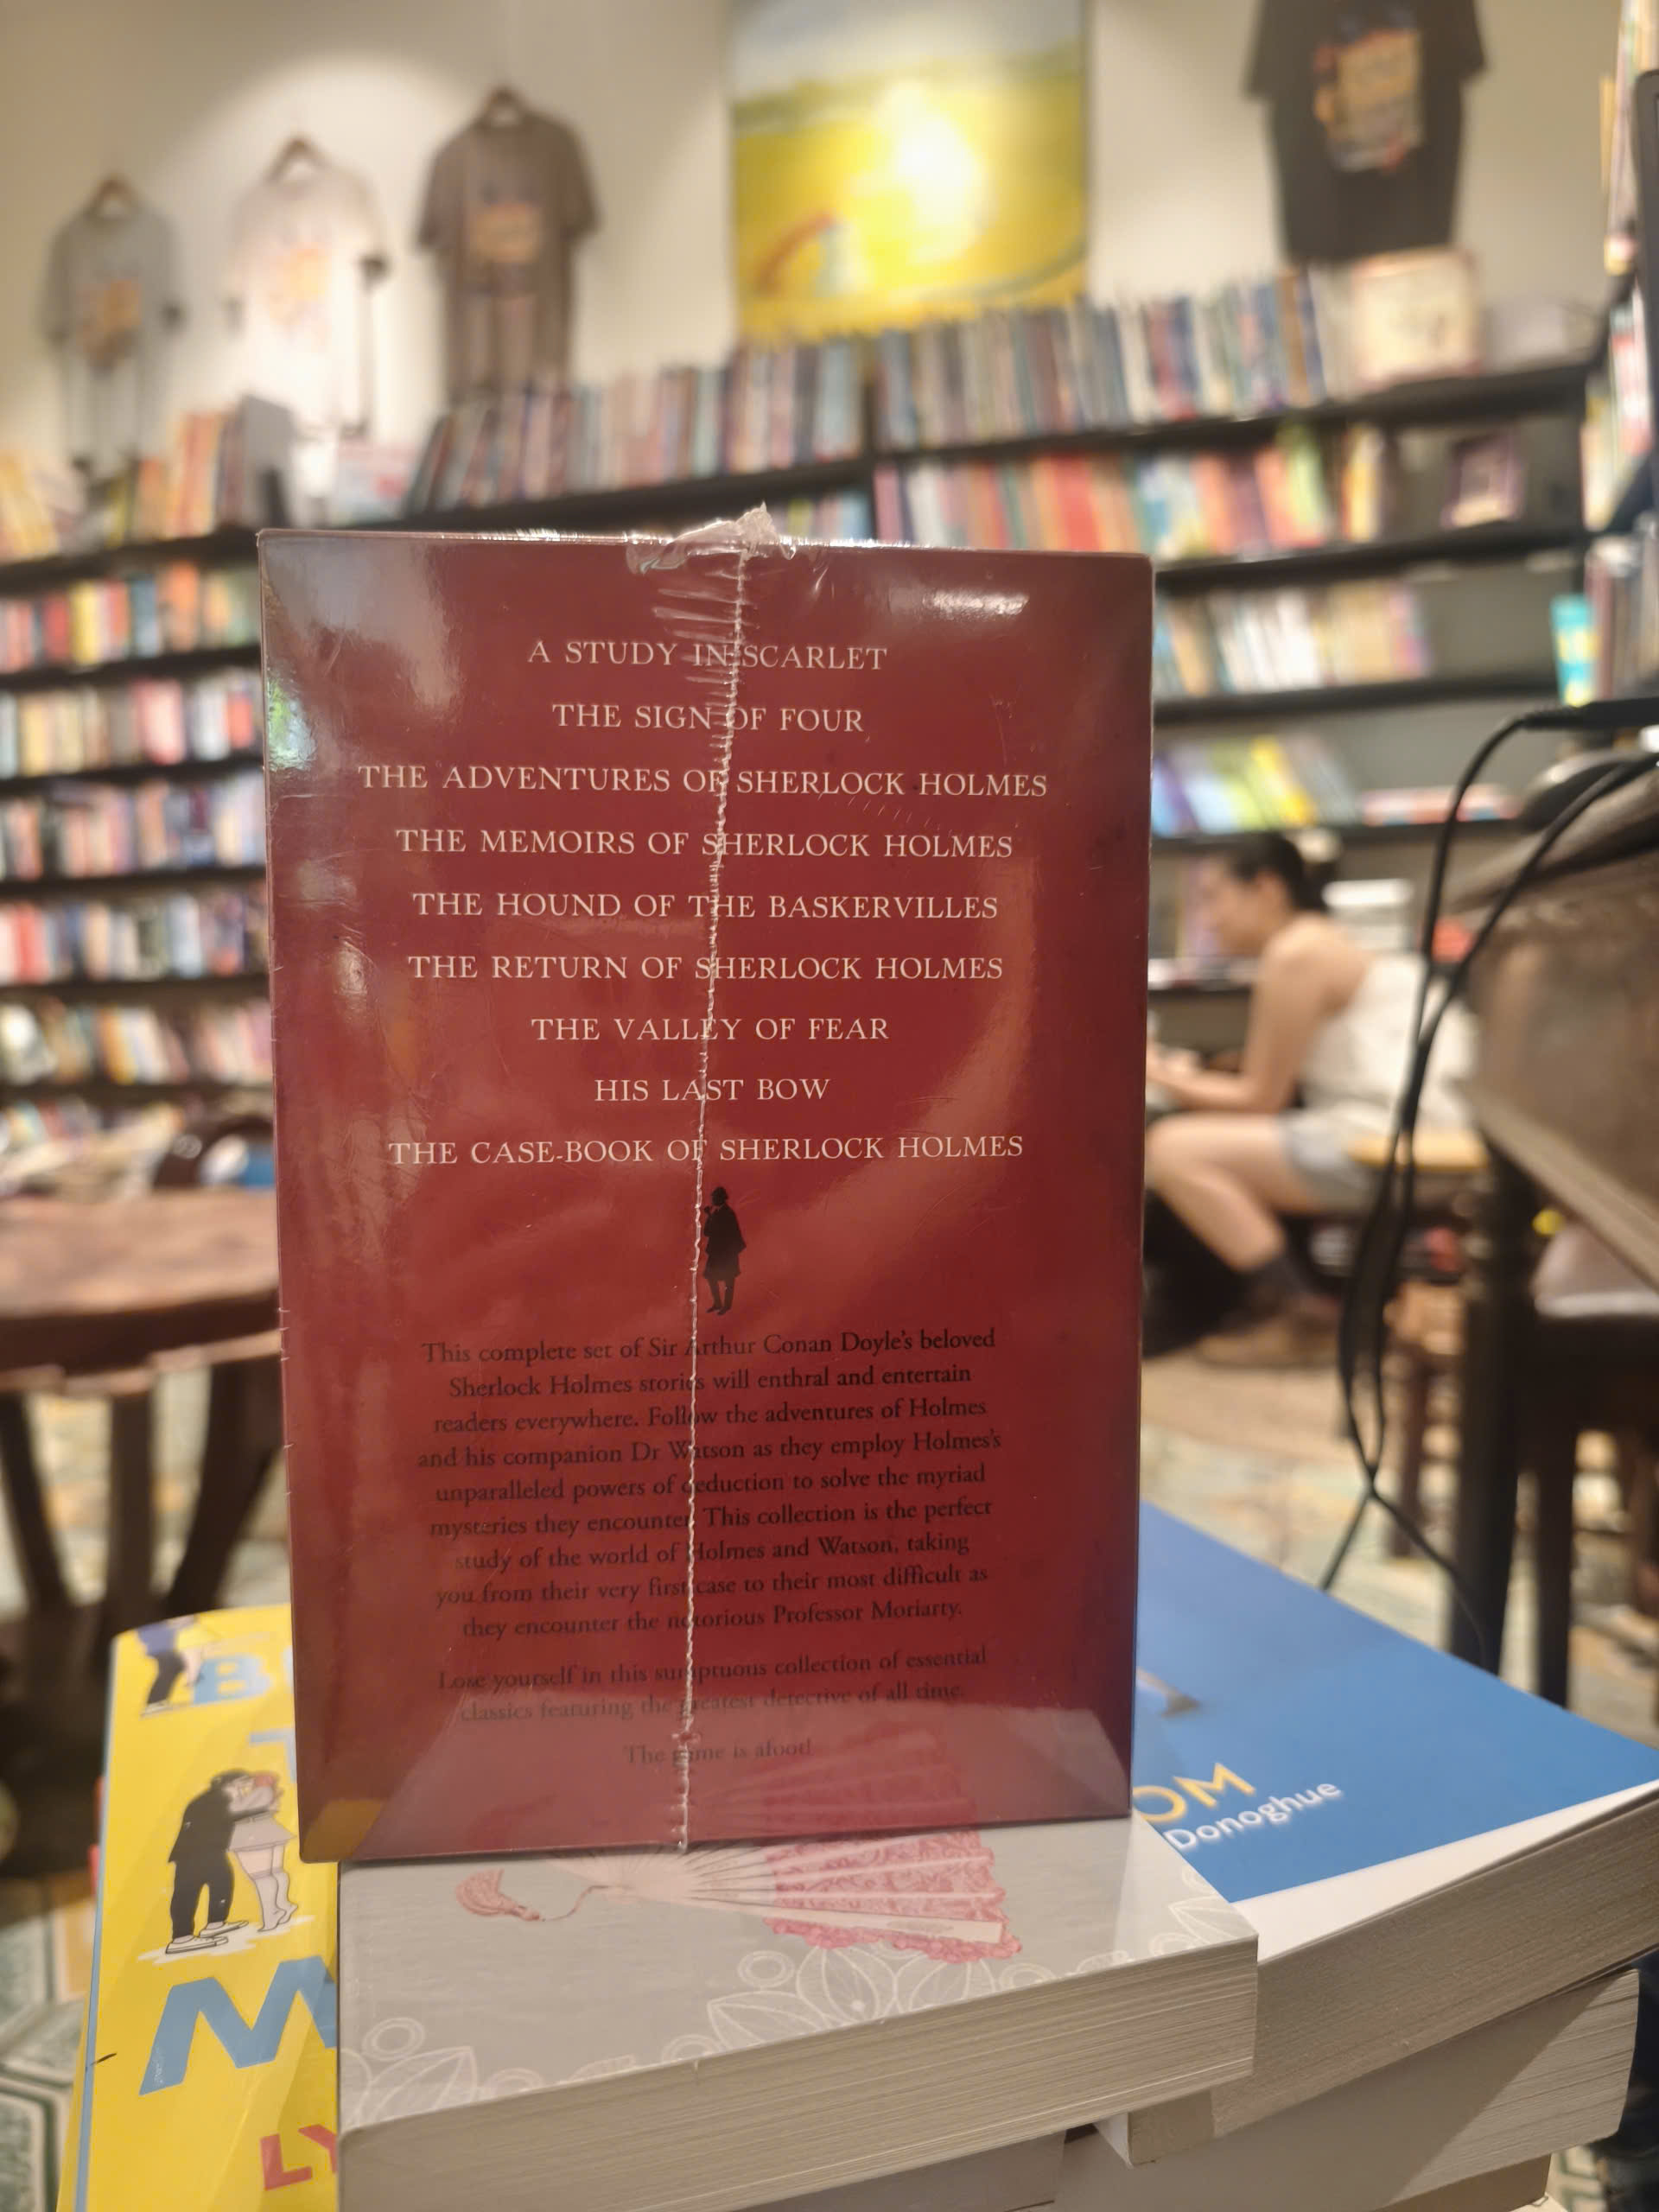 A STUDY IN SCARLET
THE SIGN OF FOUR
THE ADVENTURES OF SHERLOCK HOLMES
THE MEMOIRS OF SHERLOCK HOLMES
THE HOUND OF THE BASKERVILLES
THE RETURN OF SHERLOCK HOLMES
THE VALLEY OF FEAR
HIS LAST BOW
THE CASE-BOOK OF SHERLOCK HOLMES
This complete set of Sir Arthur Conan Doyle's beloved
Sherlock Holmes stories will enthral and entertain
readers everywhere. Follow the adventures of Holmes
and his companion Dr Watson as they employ Holmes's
unparalleled powers of deduction to solve the myriad
mysteries they encounter. This collection is the perfect
study of the world of Holmes and Watson, taking
you from their very first case to their most difficult as
they encounter the notorious Professor Moriarty.
Lose yourself in this sumptuous collection of essential
classics featuring the greatest detective of all time.
The game is afoot!
OM
Donoghue
B
M
LY